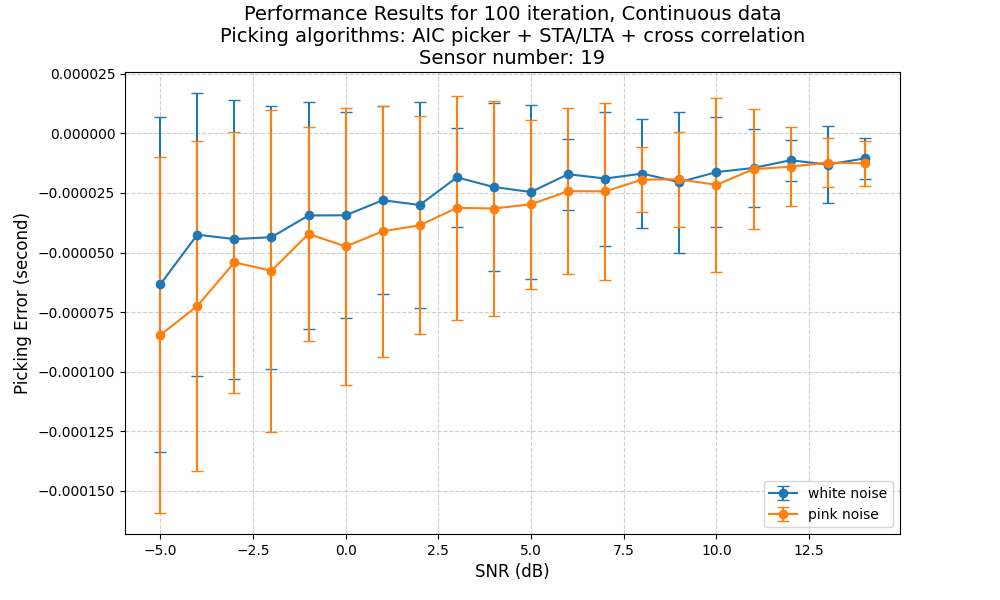 Performance Results for 100 iteration, Continuous data
Picking algorithms: AIC picker + STA/LTA + cross correlation
Sensor number: 19
0.000025
0.000000
−0.000025
−0.000050
−0.000075
−0.000100
−0.000125
−0.000150
Picking Error (second)
white noise
pink noise
−5.0 −2.5 0.0 2.5 5.0 7.5 10.0 12.5
SNR (dB)